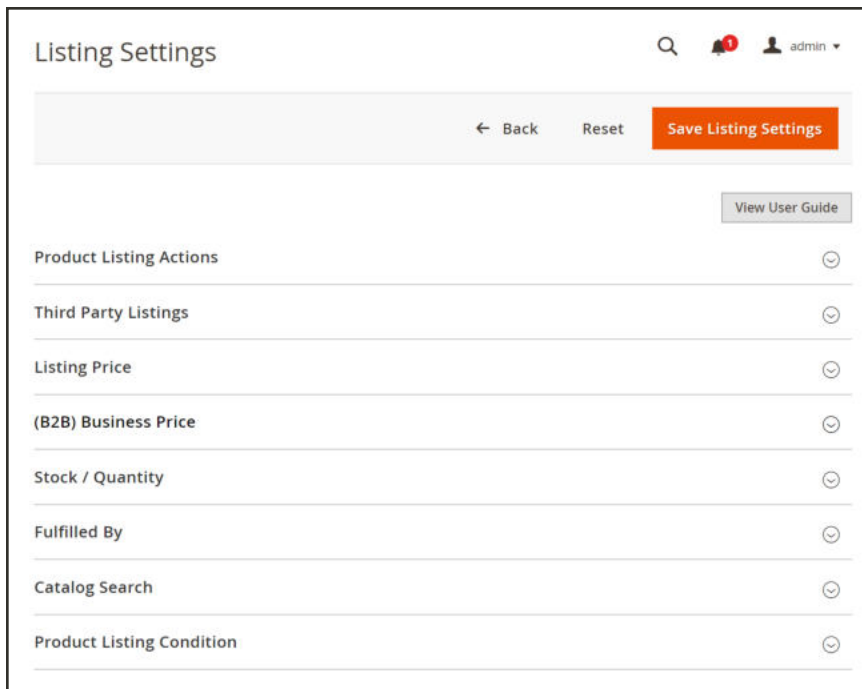 Listing Settings
1
admin
Back
Reset
Save Listing Settings
View User Guide
Product Listing Actions
Third Party Listings
Listing Price
(B2B) Business Price
Stock / Quantity
Fulfilled By
Catalog Search
Product Listing Condition